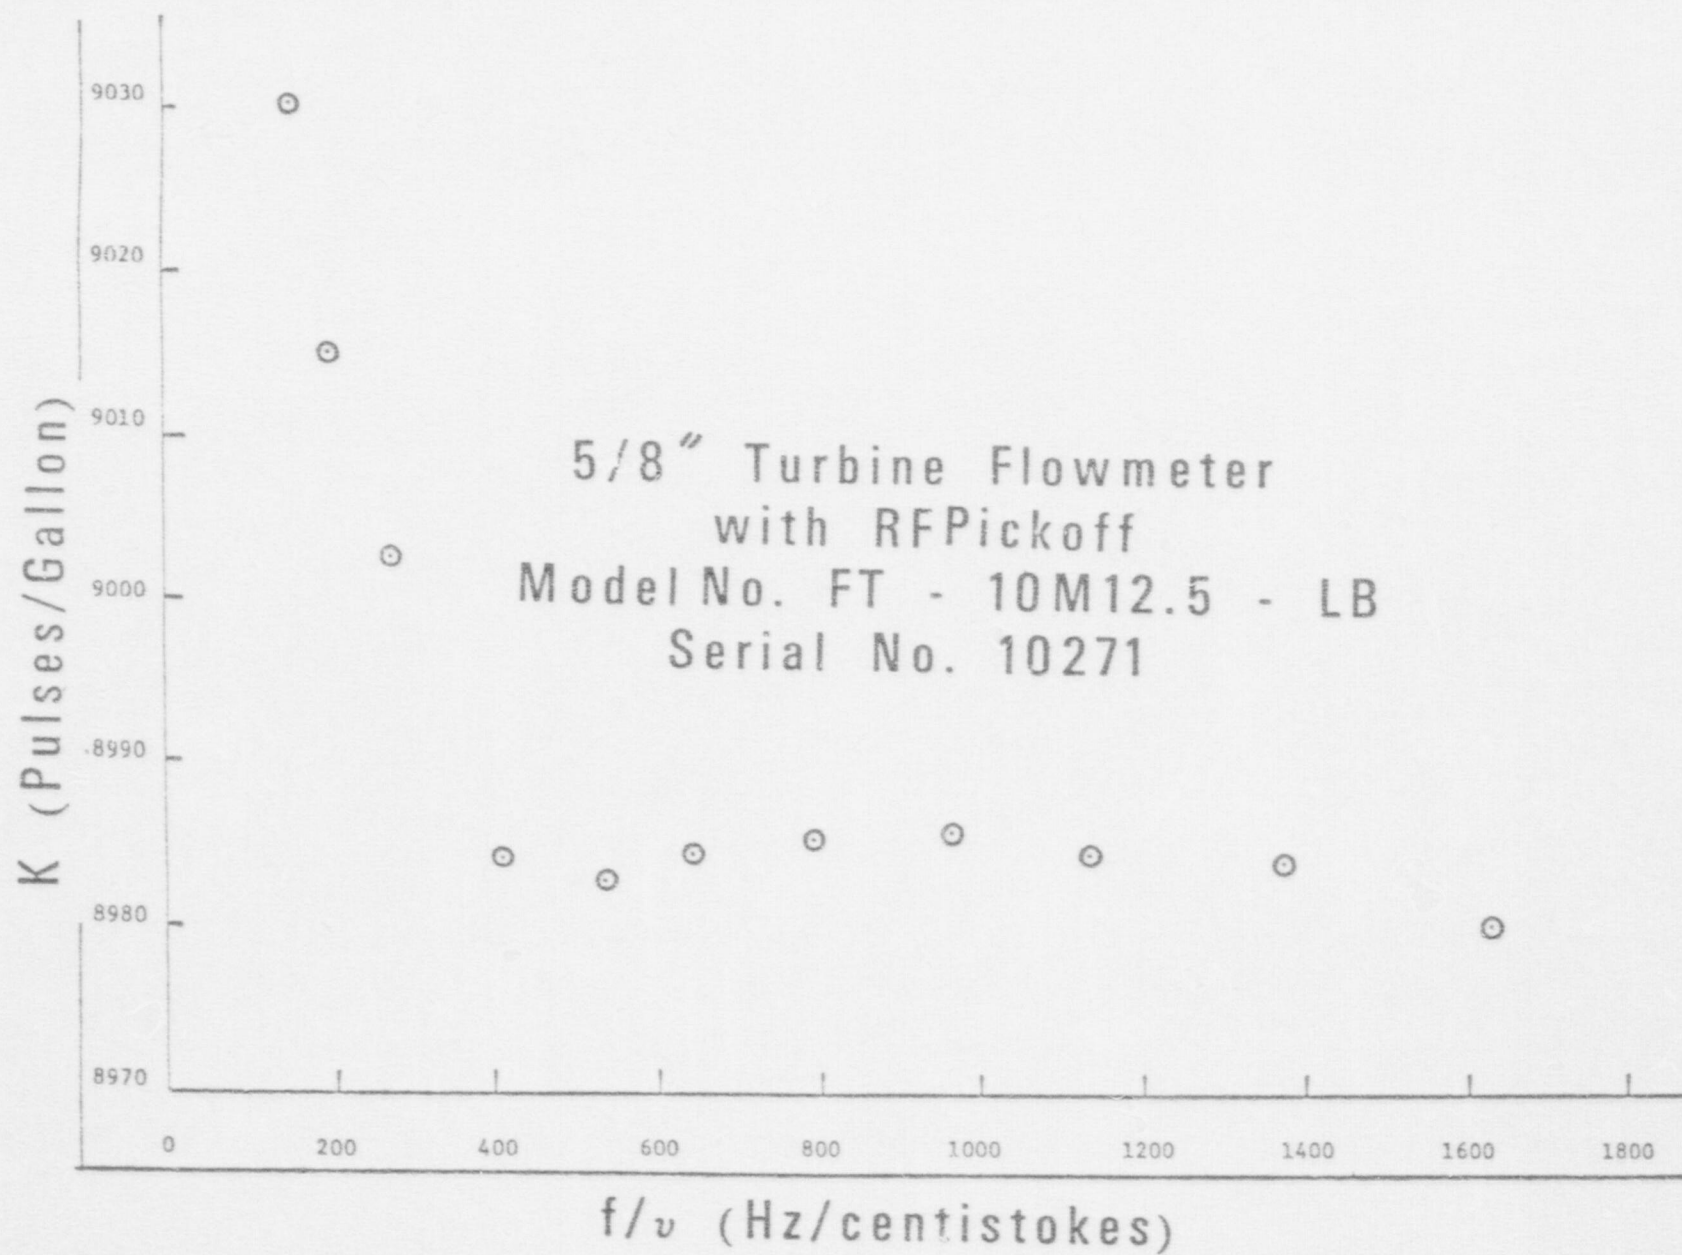 9030
9020
9010
9000
8990
8980
8970
K (Pulses/Gallon)
5/8″ Turbine Flowmeter
with RFPickoff
Model No. FT - 10M12.5 - LB
Serial No. 10271
0 200 400 600 800 1000 1200 1400 1600 1800
f/ν (Hz/centistokes)